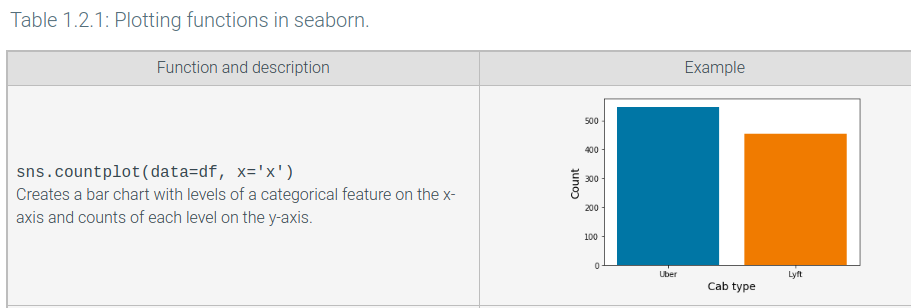 Table 1.2.1: Plotting functions in seaborn.
Function and description
Example
sns.countplot(data=df, x='x')
Creates a bar chart with levels of a categorical feature on the x-
axis and counts of each level on the y-axis.
500
400
300
200
100
0
Count
Uber
Lyft
Cab type